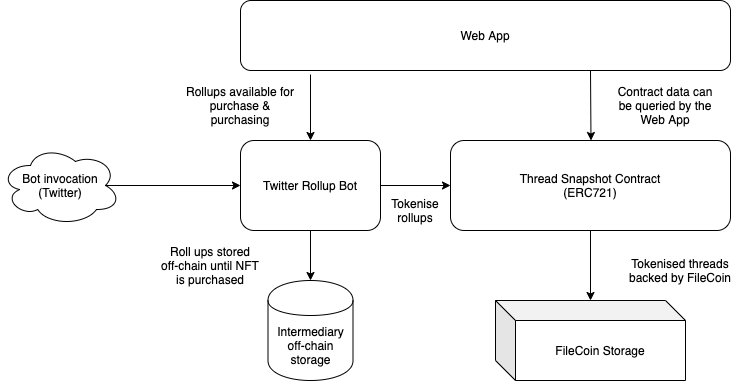 Web App
Rollups available for
purchase &
purchasing
Contract data can
be queried by the
Web App
Bot invocation
(Twitter)
Twitter Rollup Bot
Tokenise
rollups
Thread Snapshot Contract
(ERC721)
Roll ups stored
off-chain until NFT
is purchased
Tokenised threads
backed by FileCoin
Intermediary
off-chain
storage
FileCoin Storage